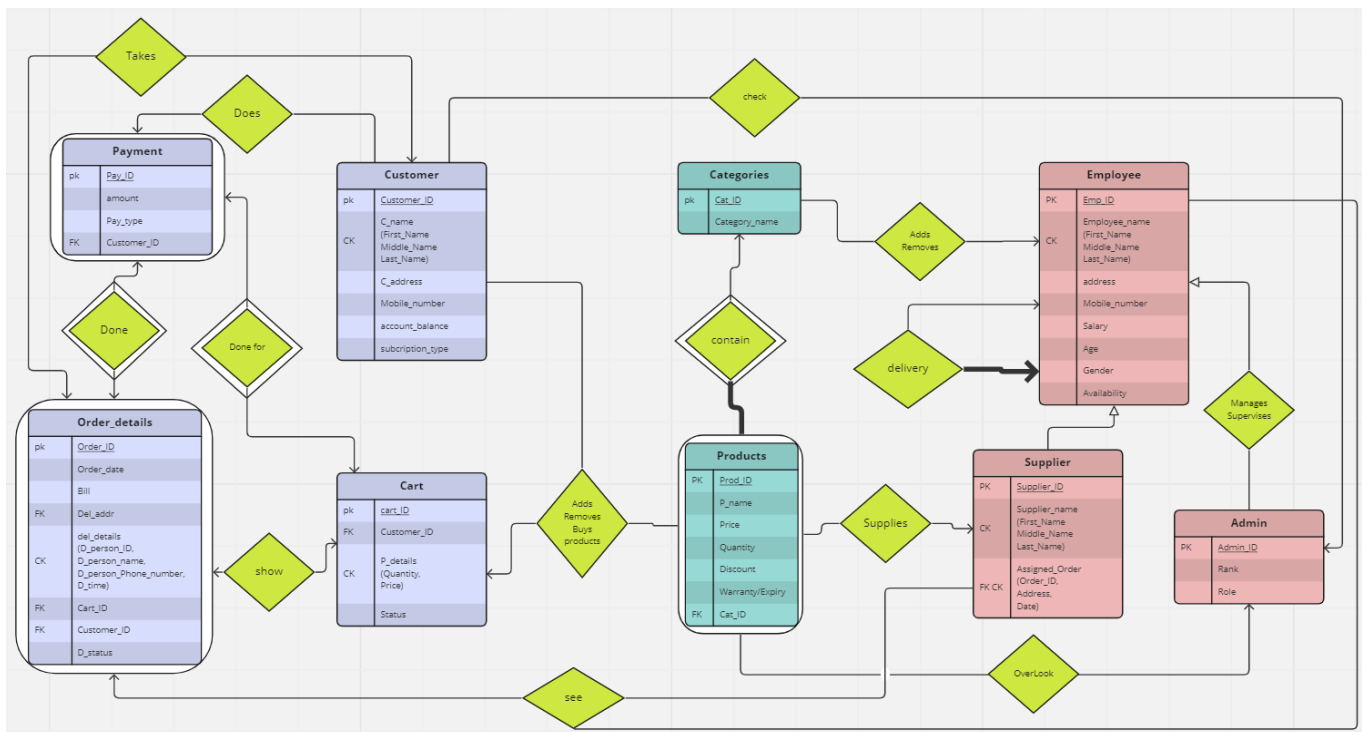 Takes
Does
check
Payment
pk Pay_ID
amount
Pay_type
FK Customer_ID
Customer
pk Customer_ID
CK C_name
(First_Name
Middle_Name
Last_Name)
C_address
Mobile_number
account_balance
subcription_type
Categories
pk Cat_ID
Category_name
Adds
Removes
Employee
PK Emp_ID
CK Employee_name
(First_Name
Middle_Name
Last_Name)
address
Mobile_number
Salary
Age
Gender
Availability
Done
Done for
contain
delivery
Manages
Supervises
Order_details
pk Order_ID
Order_date
Bill
FK Del_addr
CK del_details
(D_person_ID,
D_person_name,
D_person_Phone_number,
D_time)
FK Cart_ID
FK Customer_ID
D_status
show
Cart
pk cart_ID
FK Customer_ID
CK P_details
(Quantity,
Price)
Status
Adds
Removes
Buys
products
Products
PK Prod_ID
P_name
Price
Quantity
Discount
Warranty/Expiry
FK Cat_ID
Supplies
Supplier
PK Supplier_ID
CK Supplier_name
(First_Name
Middle_Name
Last_Name)
FK CK Assigned_Order
(Order_ID,
Address,
Date)
Admin
PK Admin_ID
Rank
Role
see
OverLook